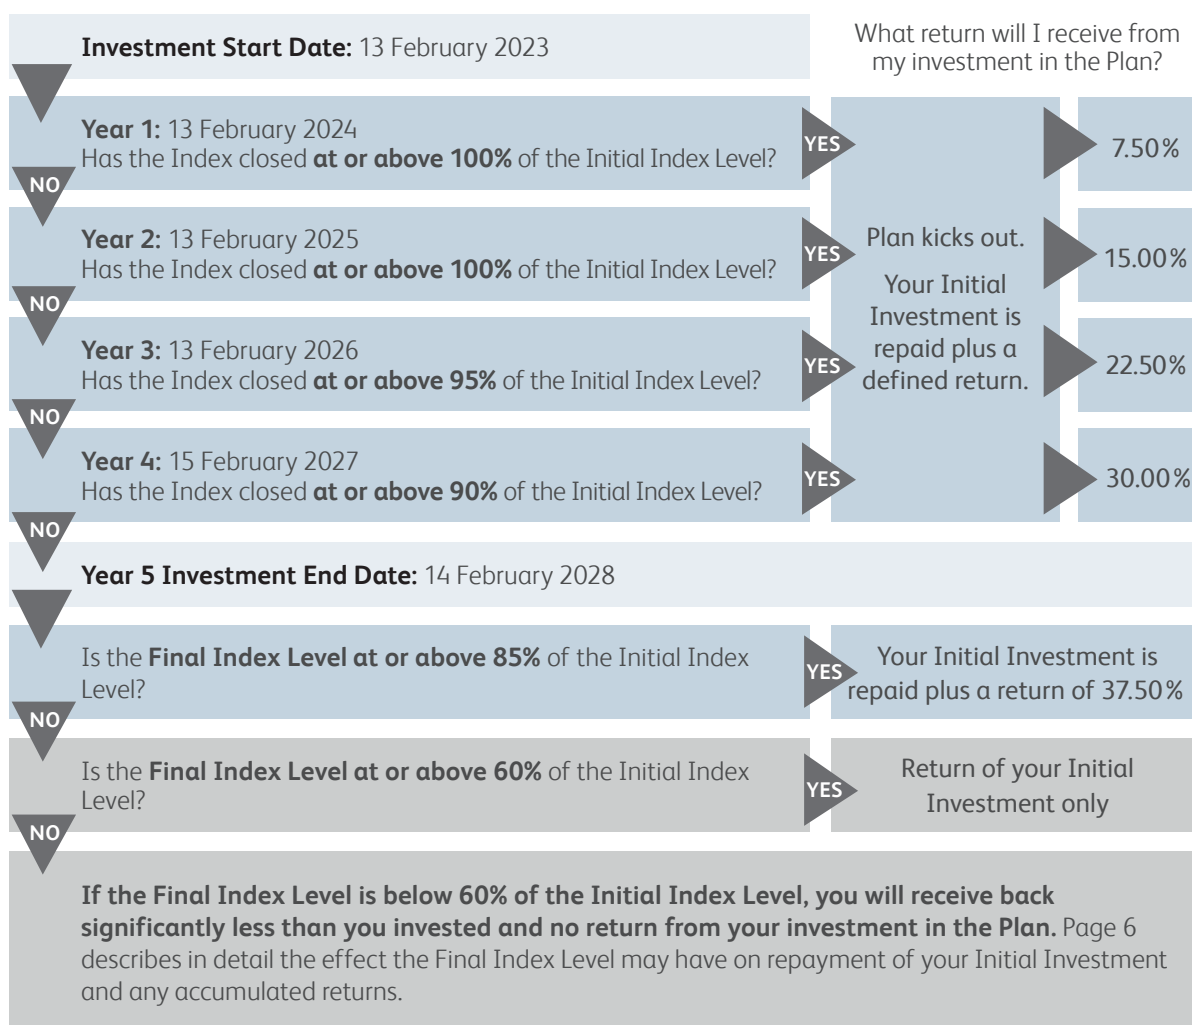 Investment Start Date: 13 February 2023
What return will I receive from
my investment in the Plan?
Year 1: 13 February 2024
Has the Index closed at or above 100% of the Initial Index Level?
YES
7.50%
NO
Year 2: 13 February 2025
Has the Index closed at or above 100% of the Initial Index Level?
YES
15.00%
NO
Year 3: 13 February 2026
Has the Index closed at or above 95% of the Initial Index Level?
YES
22.50%
NO
Year 4: 15 February 2027
Has the Index closed at or above 90% of the Initial Index Level?
YES
30.00%
Plan kicks out.
Your Initial
Investment is
repaid plus a
defined return.
NO
Year 5 Investment End Date: 14 February 2028
Is the Final Index Level at or above 85% of the Initial Index
Level?
YES
Your Initial Investment is
repaid plus a return of 37.50%
NO
Is the Final Index Level at or above 60% of the Initial Index
Level?
YES
Return of your Initial
Investment only
NO
If the Final Index Level is below 60% of the Initial Index Level, you will receive back
significantly less than you invested and no return from your investment in the Plan. Page 6
describes in detail the effect the Final Index Level may have on repayment of your Initial Investment
and any accumulated returns.